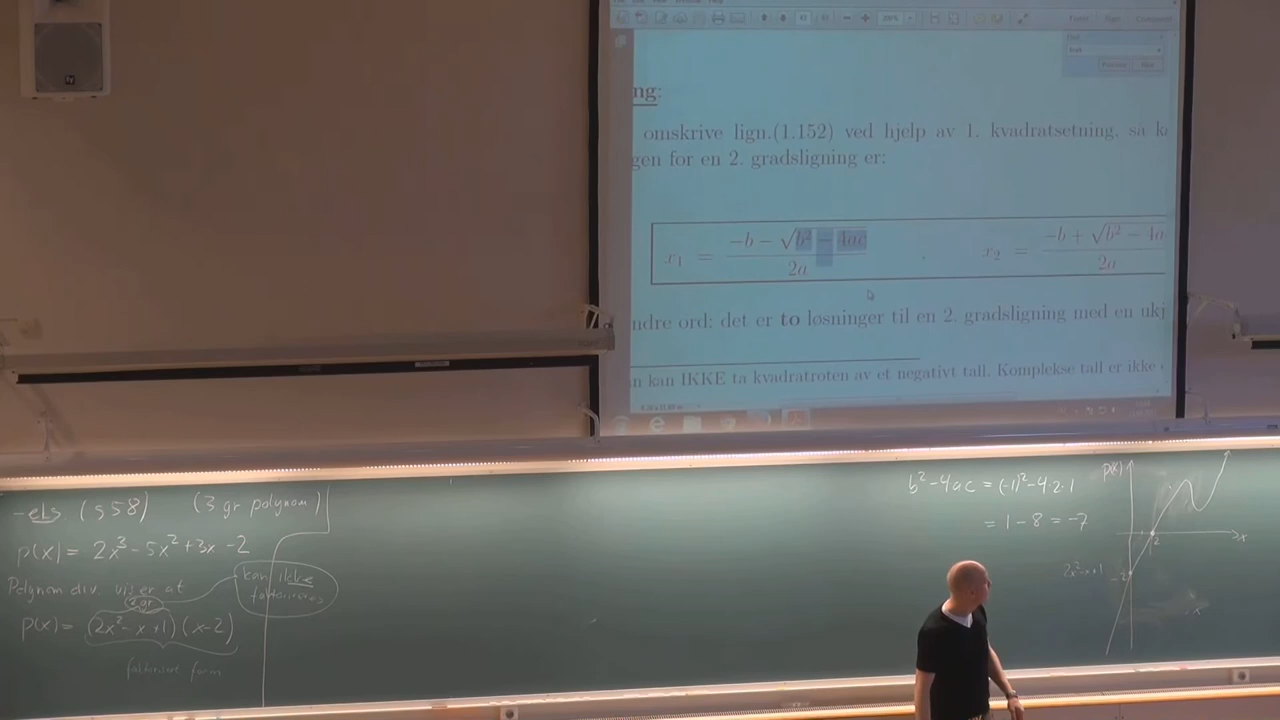 ng:
omskrive lign.(1.152) ved hjelp av 1. kvadratsetning, så k
gen for en 2. gradsligning er:
x₁ = (-b - √(b² - 4ac)) / 2a , x₂ = (-b + √(b² - 4a / 2a
ndre ord: det er to løsninger til en 2. gradsligning med en ukj
n kan IKKE ta kvadratroten av et negativt tall. Komplekse tall er ikke
- eks (s 58) (3 gr polynom)
p(x) = 2x³ - 5x² + 3x - 2
Polynom div. viser at
2gr
kan ikke
faktoriseres
p(x) = (2x² - x + 1)(x - 2)
faktorisert form
b² - 4ac = (-1)² - 4·2·1
= 1 - 8 = -7
p(x)
x
2
2x² - x + 1
-2
x